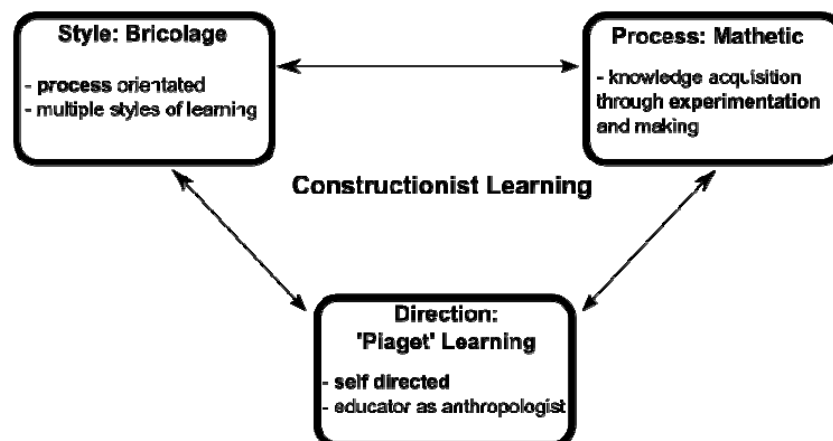 Style: Bricolage
- process orientated
- multiple styles of learning
Process: Mathetic
- knowledge acquisition
through experimentation
and making
Constructionist Learning
Direction:
'Piaget' Learning
- self directed
- educator as anthropologist